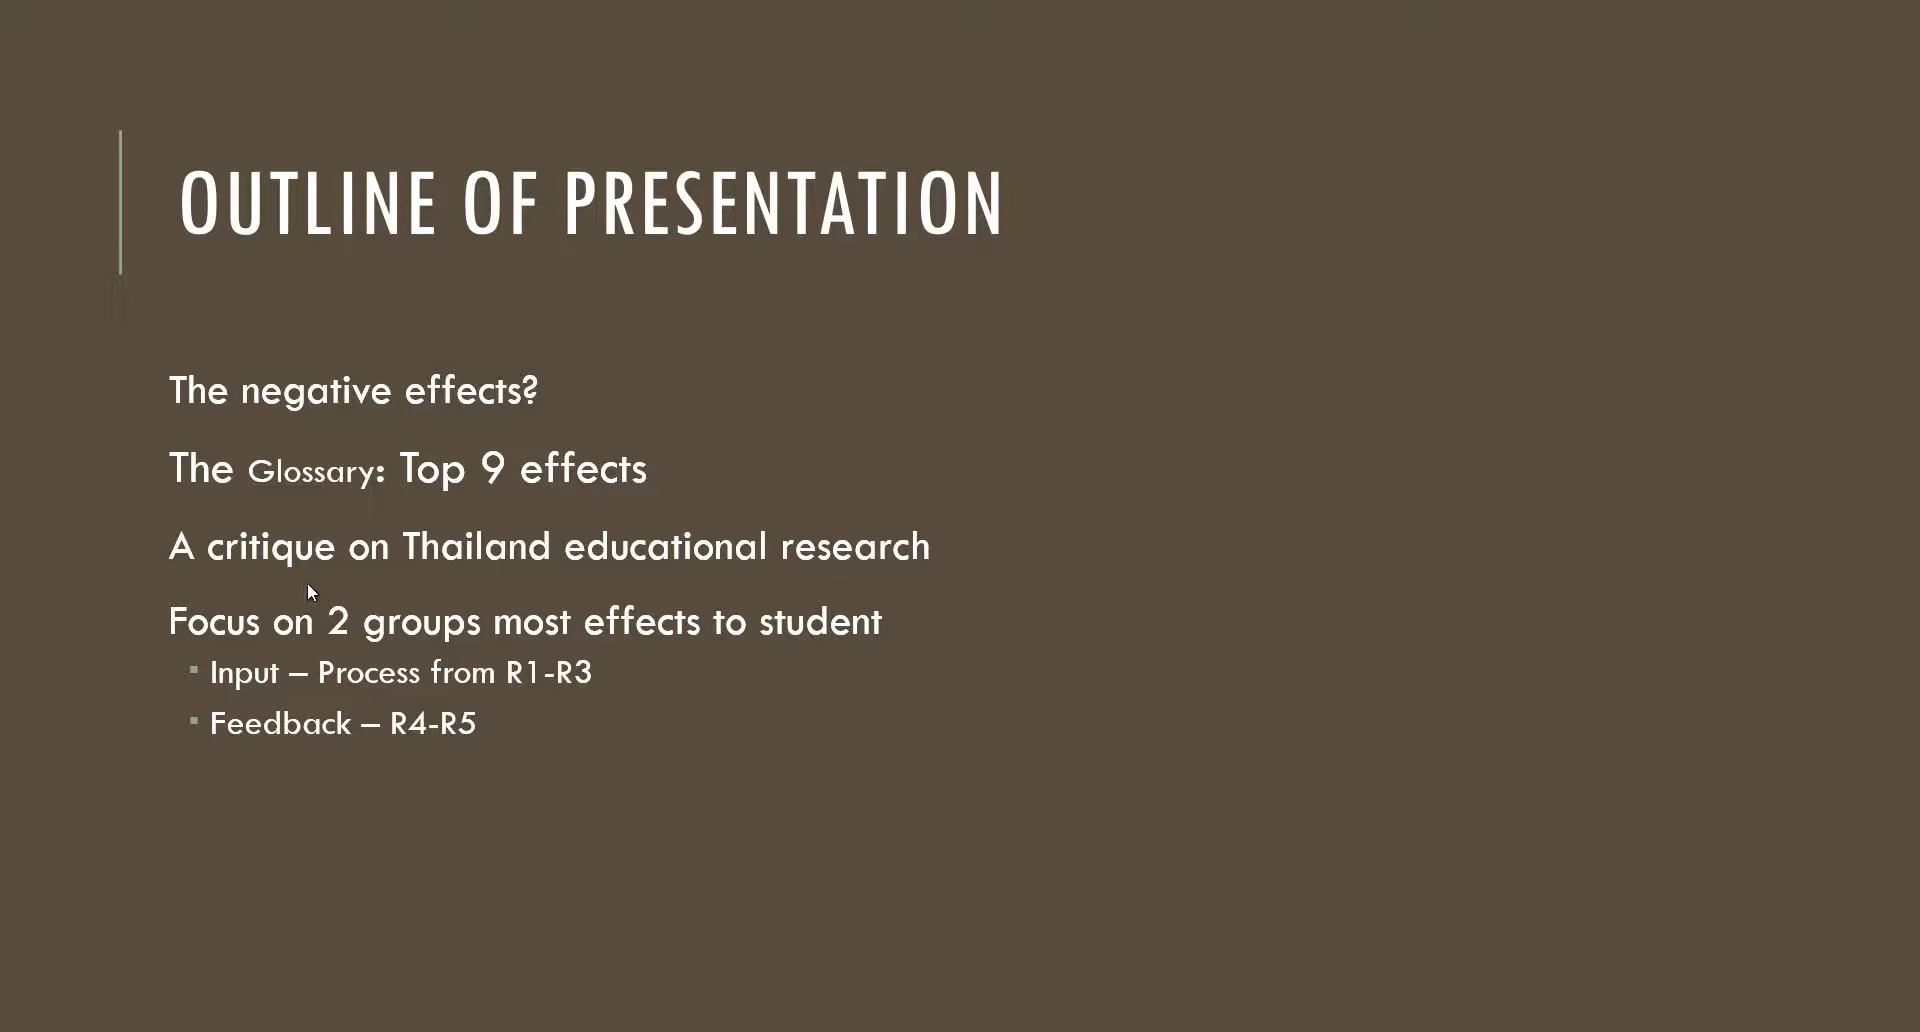 OUTLINE OF PRESENTATION
The negative effects?
The Glossary: Top 9 effects
A critique on Thailand educational research
Focus on 2 groups most effects to student
▪ Input – Process from R1-R3
▪ Feedback – R4-R5